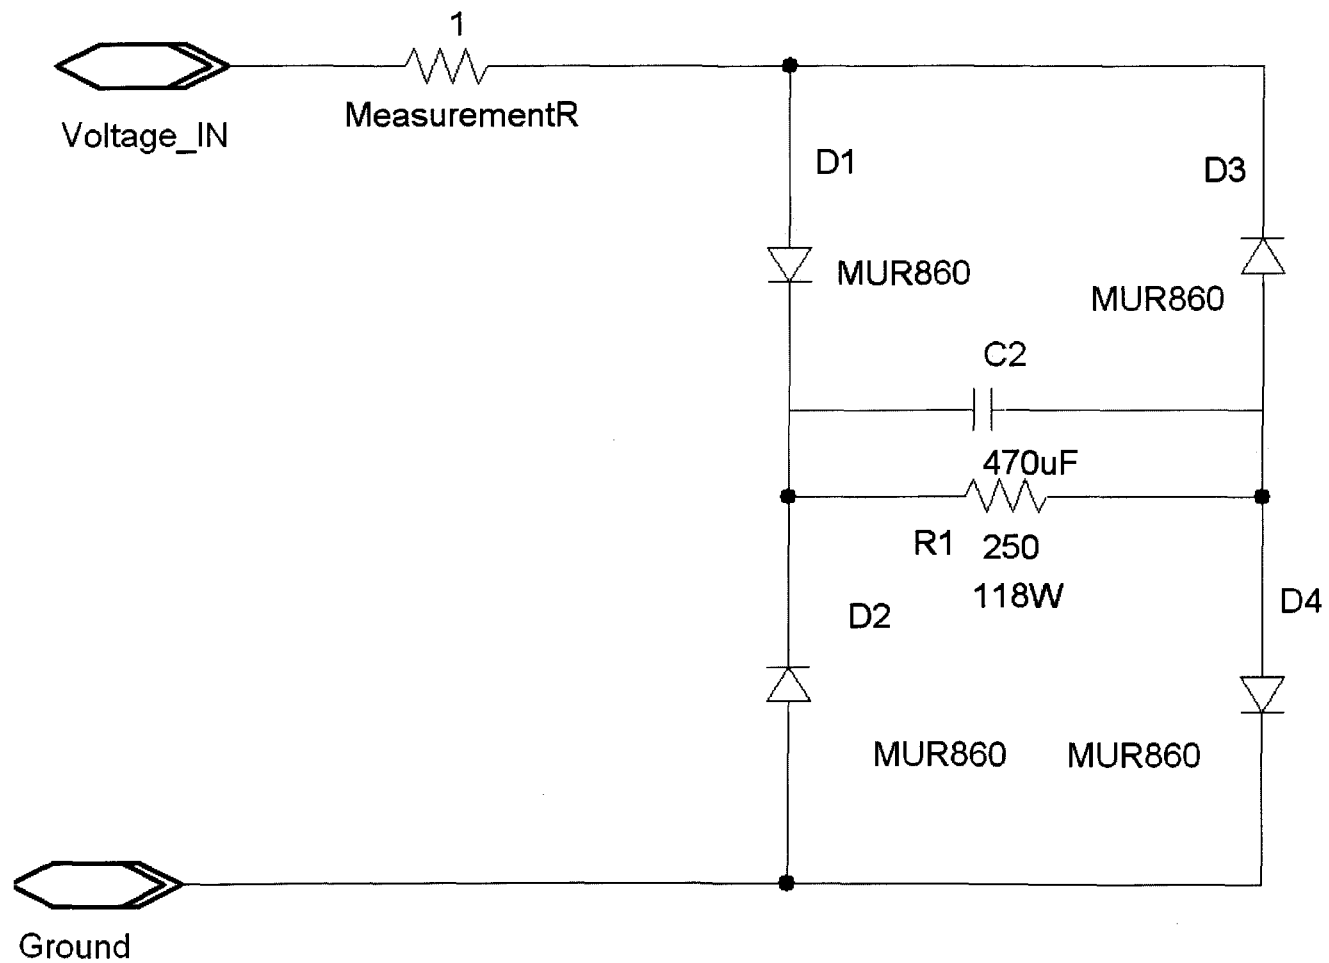 1
MeasurementR
Voltage_IN
D1
D3
MUR860
MUR860
C2
470uF
R1 250
118W
D2
D4
MUR860
MUR860
Ground